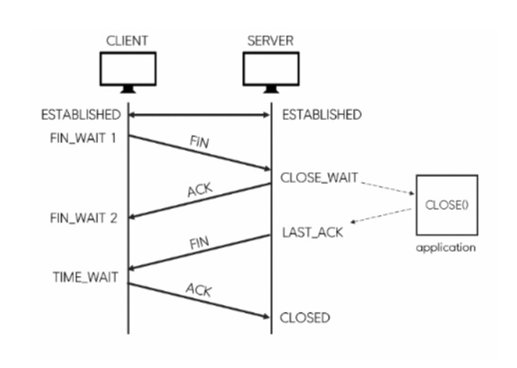 CLIENT SERVER
ESTABLISHED ESTABLISHED
FIN_WAIT 1 FIN
CLOSE_WAIT
ACK
CLOSE()
FIN_WAIT 2
LAST_ACK
FIN
application
TIME_WAIT
ACK
CLOSED